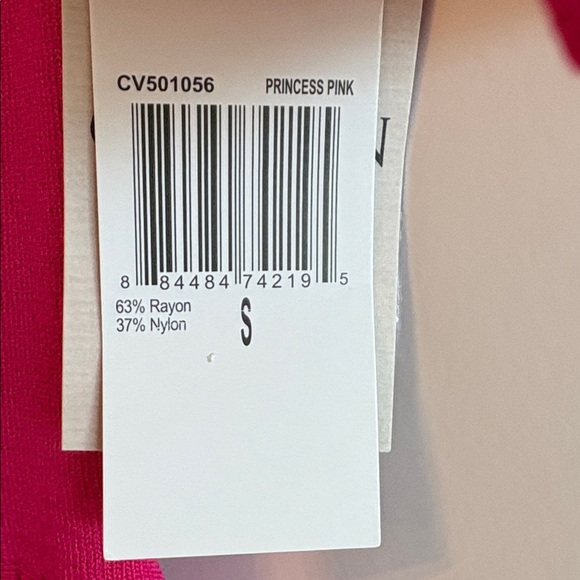 CV501056 PRINCESS PINK
8 84484 74219 5
63% Rayon
37% Nylon
S
N